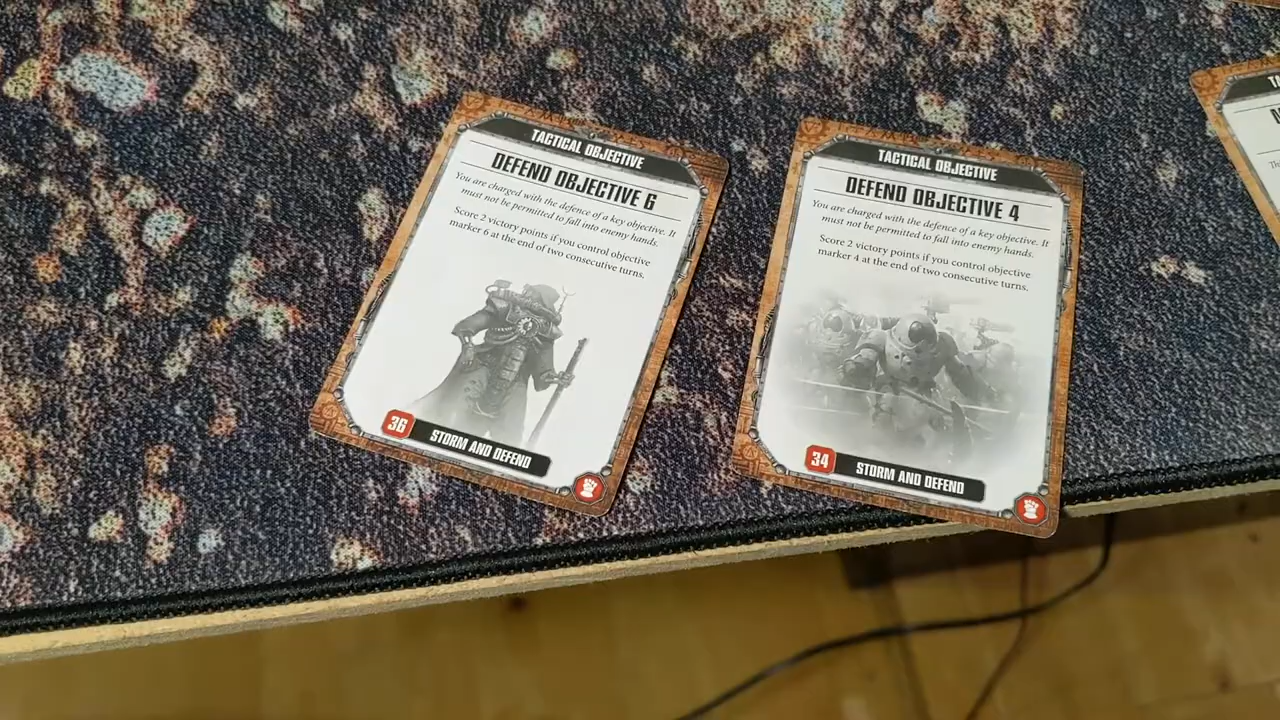 TACTICAL OBJECTIVE
DEFEND OBJECTIVE 6
You are charged with the defence of a key objective. It
must not be permitted to fall into enemy hands.
Score 2 victory points if you control objective
marker 6 at the end of two consecutive turns.
36
STORM AND DEFEND
TACTICAL OBJECTIVE
DEFEND OBJECTIVE 4
You are charged with the defence of a key objective. It
must not be permitted to fall into enemy hands.
Score 2 victory points if you control objective
marker 4 at the end of two consecutive turns.
34
STORM AND DEFEND